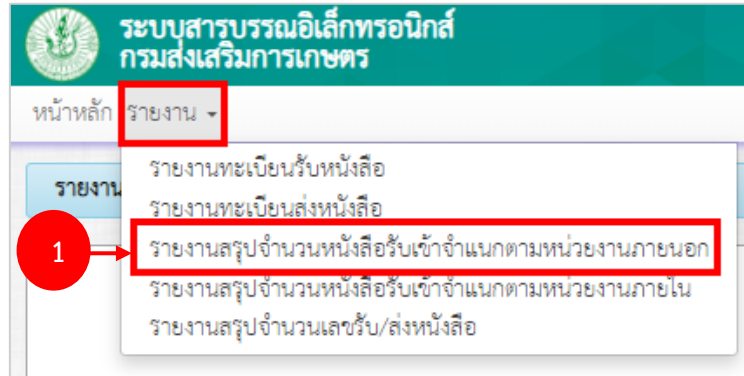 ระบบสารบรรณอิเล็กทรอนิกส์
กรมส่งเสริมการเกษตร
หน้าหลัก รายงาน
รายงาน
รายงานทะเบียนรับหนังสือ
รายงานทะเบียนส่งหนังสือ
1 รายงานสรุปจำนวนหนังสือรับเข้าจำแนกตามหน่วยงานภายนอก
รายงานสรุปจำนวนหนังสือรับเข้าจำแนกตามหน่วยงานภายใน
รายงานสรุปจำนวนเลขรับ/ส่งหนังสือ